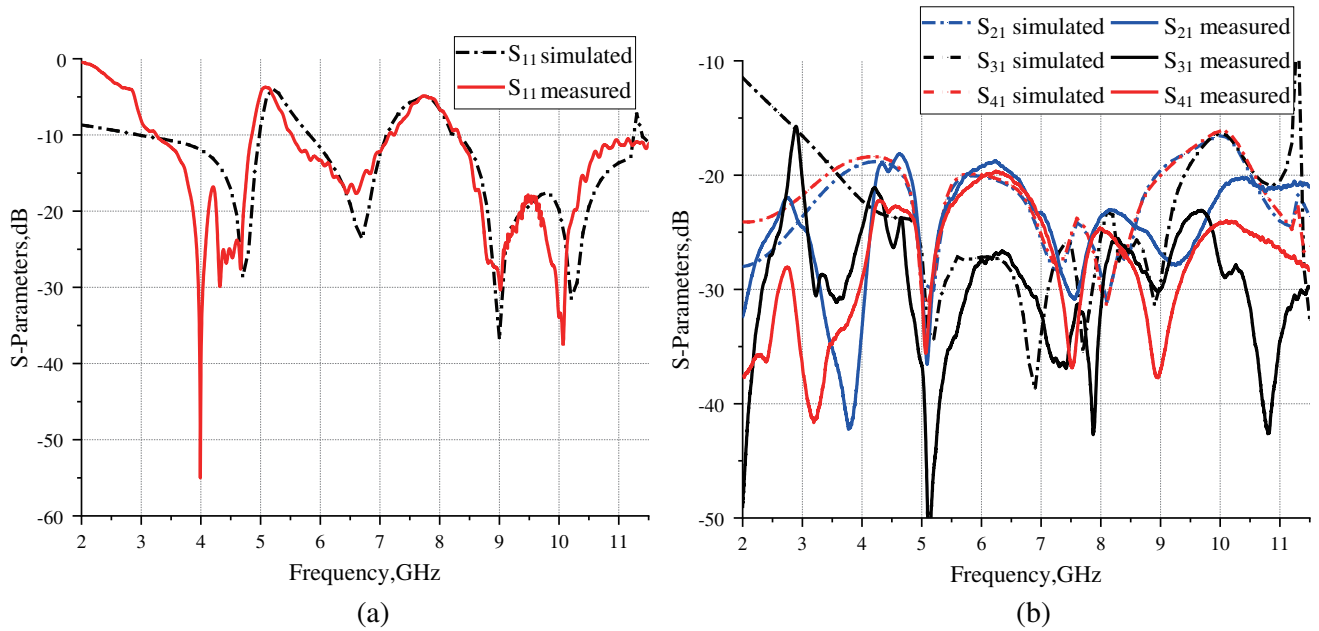 S₁₁ simulated
S₁₁ measured
0
-10
-20
-30
-40
-50
-60
S-Parameters,dB
2 3 4 5 6 7 8 9 10 11
Frequency,GHz
(a)
S₂₁ simulated S₂₁ measured
S₃₁ simulated S₃₁ measured
S₄₁ simulated S₄₁ measured
-10
-20
-30
-40
-50
S-Parameters,dB
2 3 4 5 6 7 8 9 10 11
Frequency,GHz
(b)